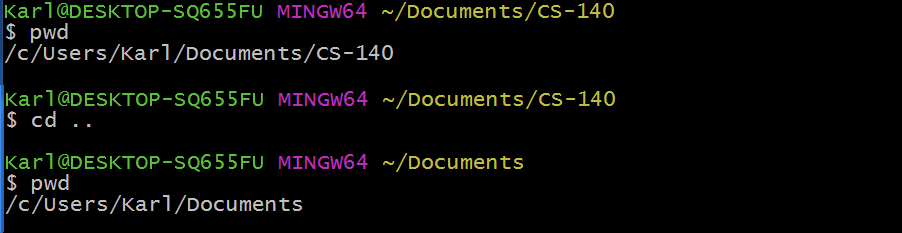 Karl@DESKTOP-SQ655FU MINGW64 ~/Documents/CS-140
$ pwd
/c/Users/Karl/Documents/CS-140
Karl@DESKTOP-SQ655FU MINGW64 ~/Documents/CS-140
$ cd ..
Karl@DESKTOP-SQ655FU MINGW64 ~/Documents
$ pwd
/c/Users/Karl/Documents